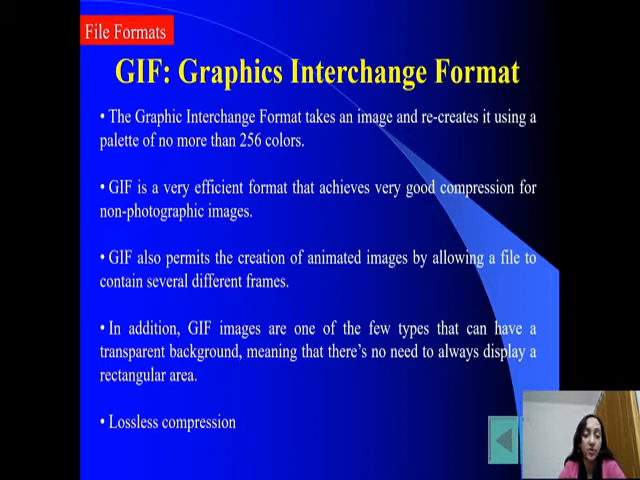 File Formats
GIF: Graphics Interchange Format
• The Graphic Interchange Format takes an image and re-creates it using a
palette of no more than 256 colors.
• GIF is a very efficient format that achieves very good compression for
non-photographic images.
• GIF also permits the creation of animated images by allowing a file to
contain several different frames.
• In addition, GIF images are one of the few types that can have a
transparent background, meaning that there's no need to always display a
rectangular area.
• Lossless compression